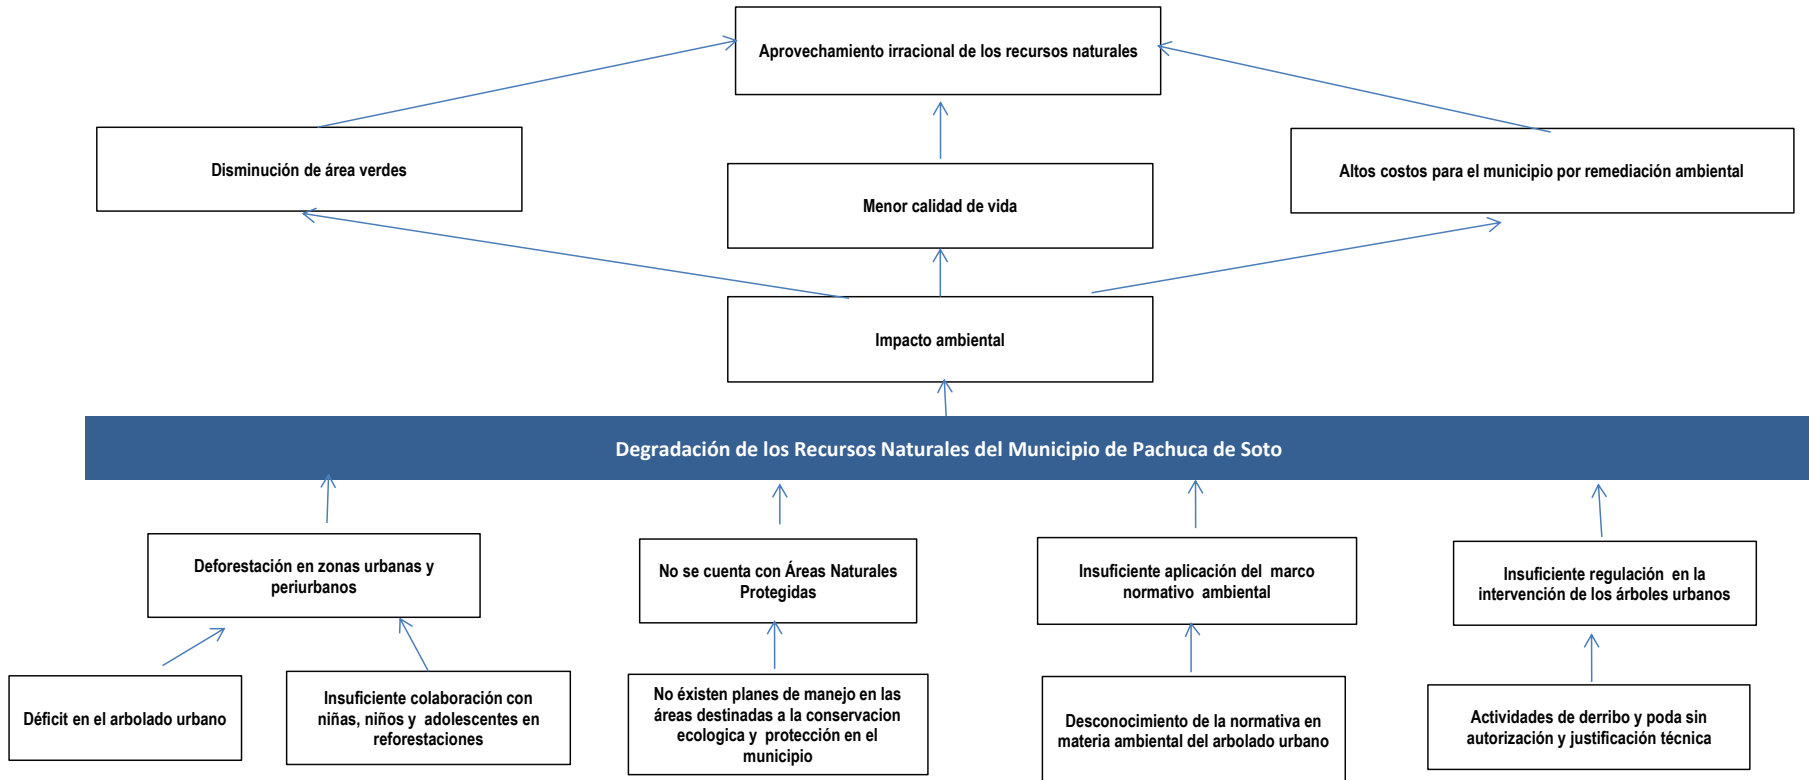 Aprovechamiento irracional de los recursos naturales
Disminución de área verdes
Menor calidad de vida
Altos costos para el municipio por remediación ambiental
Impacto ambiental
Degradación de los Recursos Naturales del Municipio de Pachuca de Soto
Deforestación en zonas urbanas y
periurbanos
No se cuenta con Áreas Naturales
Protegidas
Insuficiente aplicación del marco
normativo ambiental
Insuficiente regulación en la
intervención de los árboles urbanos
Déficit en el arbolado urbano
Insuficiente colaboración con
niñas, niños y adolescentes en
reforestaciones
No éxisten planes de manejo en las
áreas destinadas a la conservacion
ecologica y protección en el
municipio
Desconocimiento de la normativa en
materia ambiental del arbolado urbano
Actividades de derribo y poda sin
autorización y justificación técnica